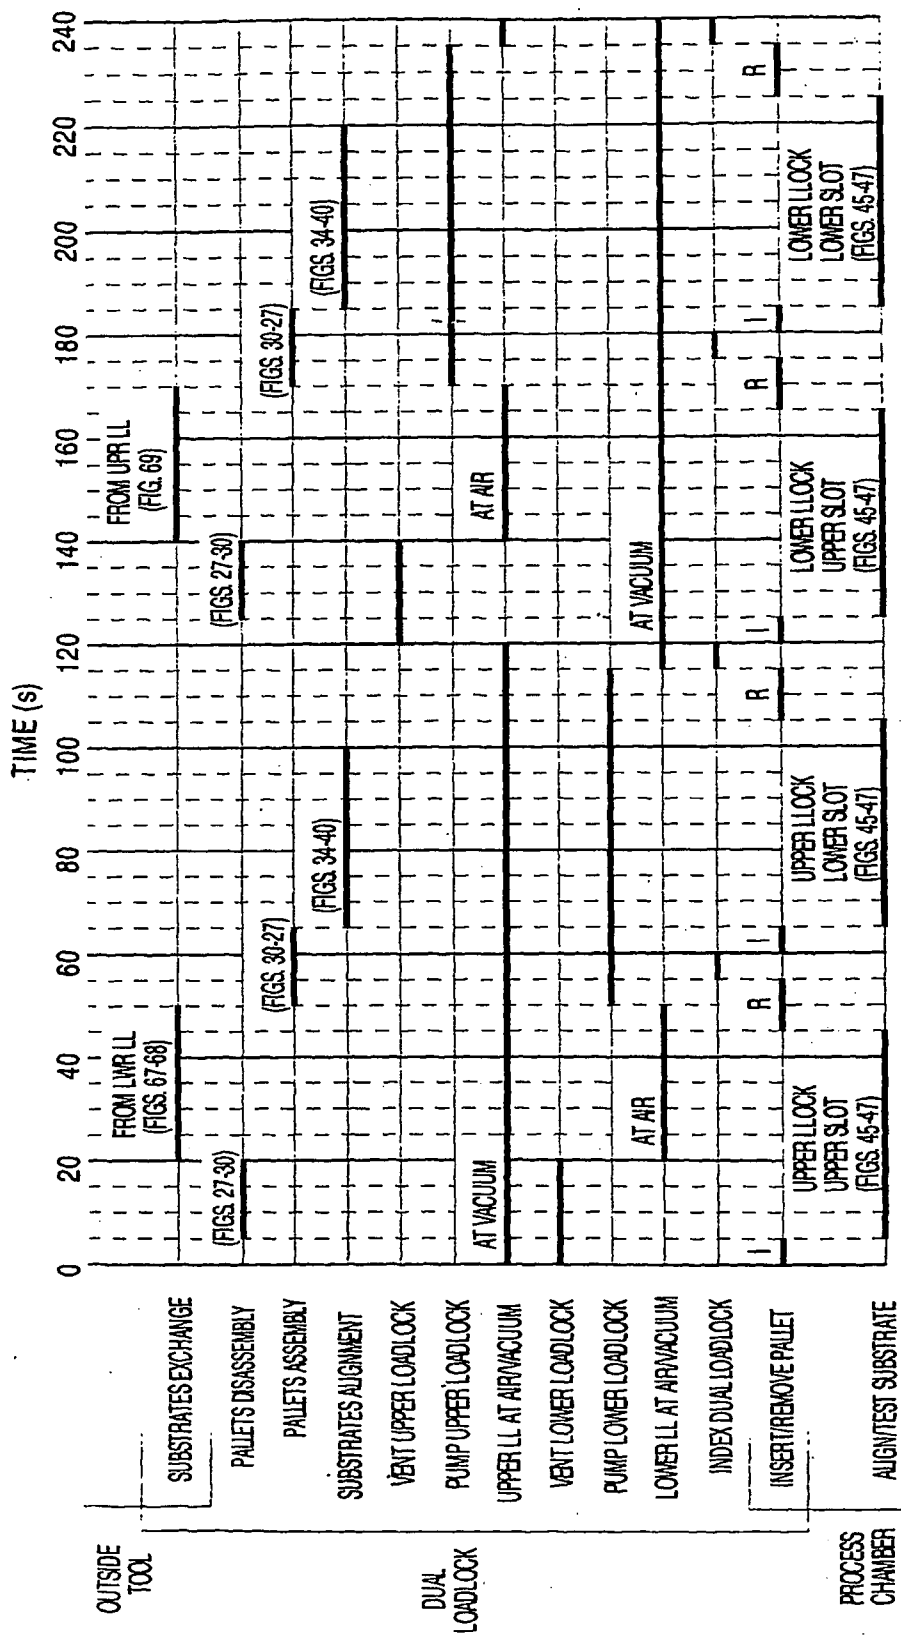 TIME (s)
0 20 40 60 80 100 120 140 160 180 200 220 240
OUTSIDE
TOOL
DUAL
LOADLOCK
PROCESS
CHAMBER
SUBSTRATES EXCHANGE
FROM LWR LL
(FIGS. 67-68)
FROM UPR LL
(FIG. 69)
PALLETS DISASSEMBLY
(FIGS. 27-30)
(FIGS. 27-30)
PALLETS ASSEMBLY
(FIGS. 30-27)
(FIGS. 30-27)
SUBSTRATES ALIGNMENT
(FIGS. 34-40)
(FIGS. 34-40)
VENT UPPER LOADLOCK
PUMP UPPER LOADLOCK
UPPER LL AT AIR/VACUUM
AT VACUUM
AT AIR
VENT LOWER LOADLOCK
PUMP LOWER LOADLOCK
LOWER LL AT AIR/VACUUM
AT AIR
AT VACUUM
INDEX DUAL LOADLOCK
INSERT/REMOVE PALLET
I R I R I R I R
ALIGN/TEST SUBSTRATE
UPPER LLOCK
UPPER SLOT
(FIGS. 45-47)
UPPER LLOCK
LOWER SLOT
(FIGS. 45-47)
LOWER LLOCK
UPPER SLOT
(FIGS. 45-47)
LOWER LLOCK
LOWER SLOT
(FIGS. 45-47)